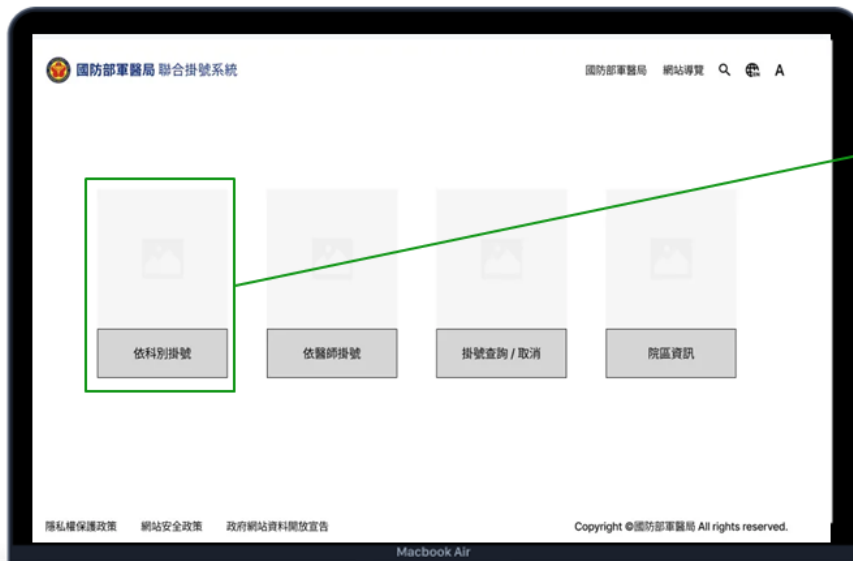 國防部軍醫局 聯合掛號系統
國防部軍醫局 網站導覽 A
依科別掛號
依醫師掛號
掛號查詢 / 取消
院區資訊
隱私權保護政策 網站安全政策 政府網站資料開放宣告
Copyright ©國防部軍醫局 All rights reserved.
Macbook Air